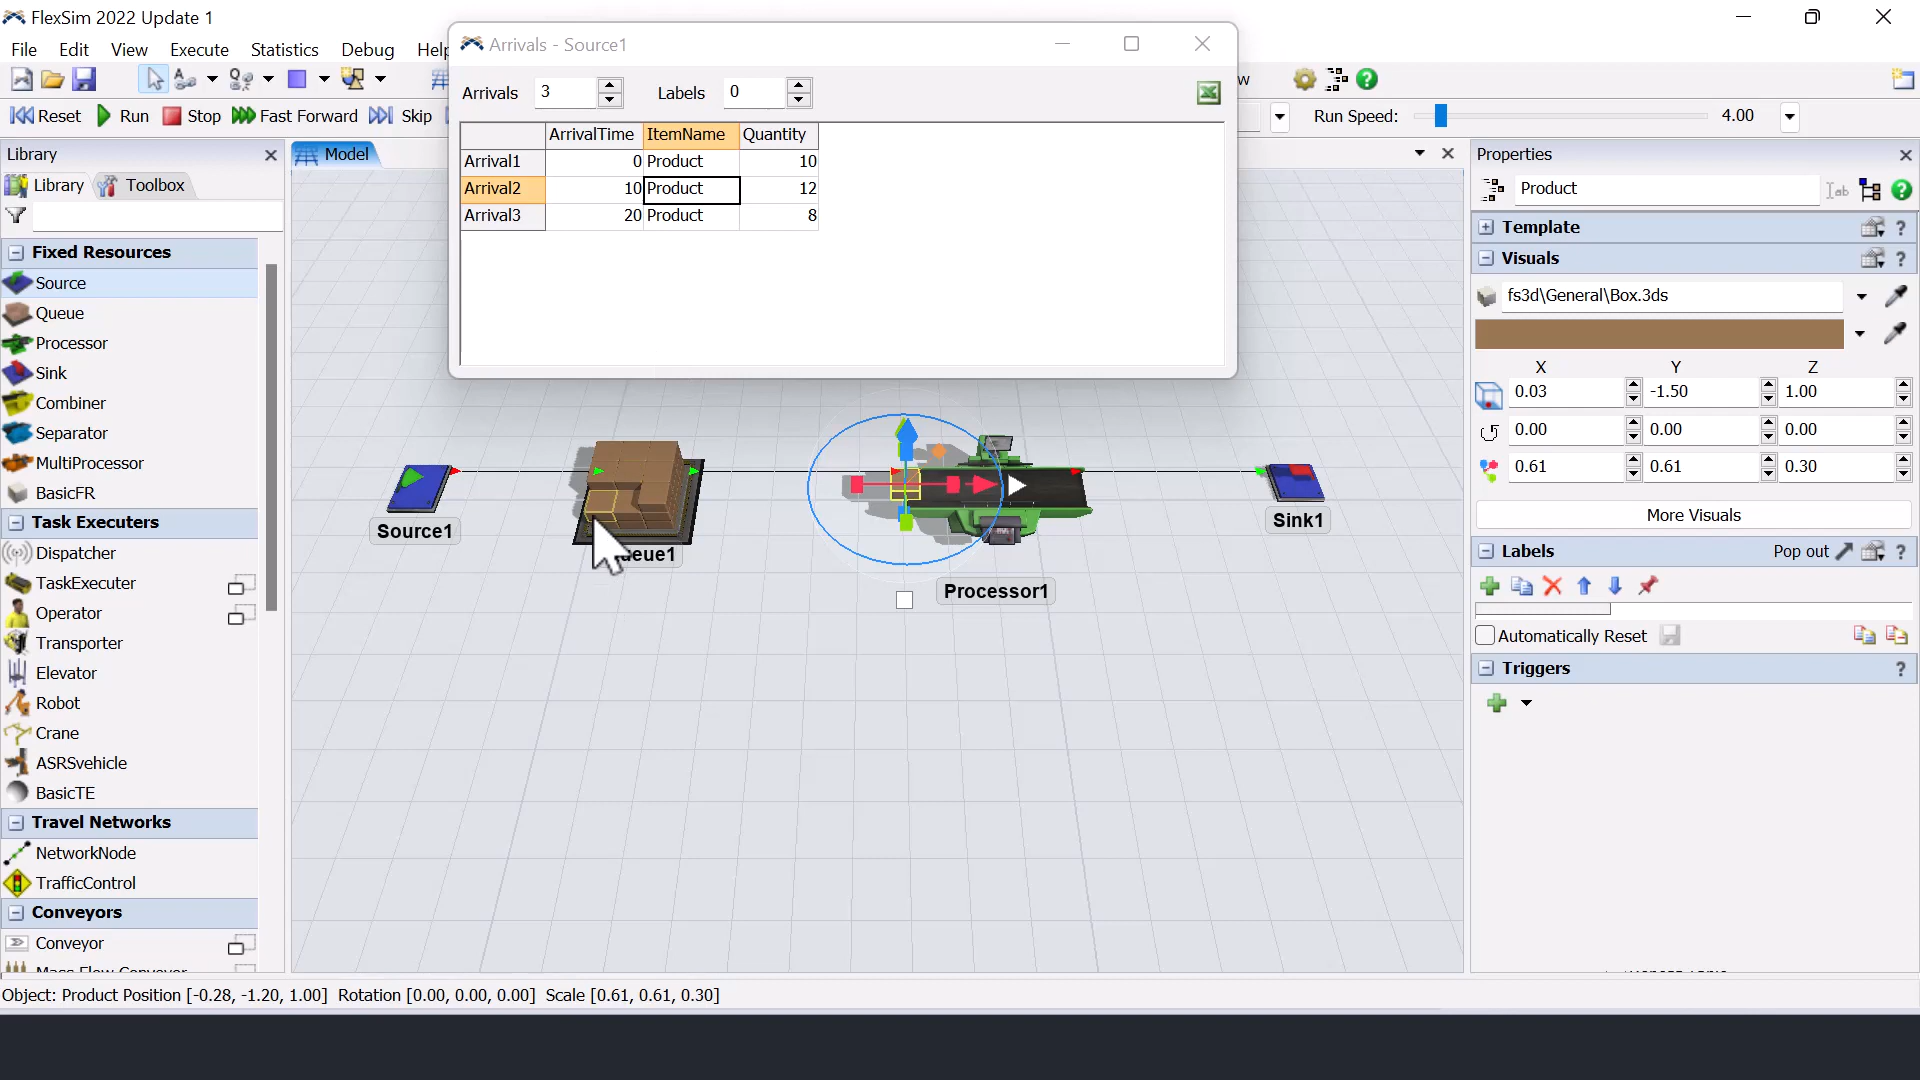 FlexSim 2022 Update 1
File Edit View Execute Statistics Debug Help
Reset Run Stop Fast Forward Skip
Run Speed: 4.00
Arrivals - Source1
Arrivals 3 Labels 0
ArrivalTime ItemName Quantity
Arrival1 0 Product 10
Arrival2 10 Product 12
Arrival3 20 Product 8
Library
Library Toolbox
Fixed Resources
Source
Queue
Processor
Sink
Combiner
Separator
MultiProcessor
BasicFR
Task Executers
Dispatcher
TaskExecuter
Operator
Transporter
Elevator
Robot
Crane
ASRSvehicle
BasicTE
Travel Networks
NetworkNode
TrafficControl
Conveyors
Conveyor
Model
Source1
Processor1
Sink1
Properties
Product
Template
Visuals
fs3d\General\Box.3ds
X Y Z
0.03 -1.50 1.00
0.00 0.00 0.00
0.61 0.61 0.30
More Visuals
Labels Pop out
Automatically Reset
Triggers
Object: Product Position [-0.28, -1.20, 1.00] Rotation [0.00, 0.00, 0.00] Scale [0.61, 0.61, 0.30]